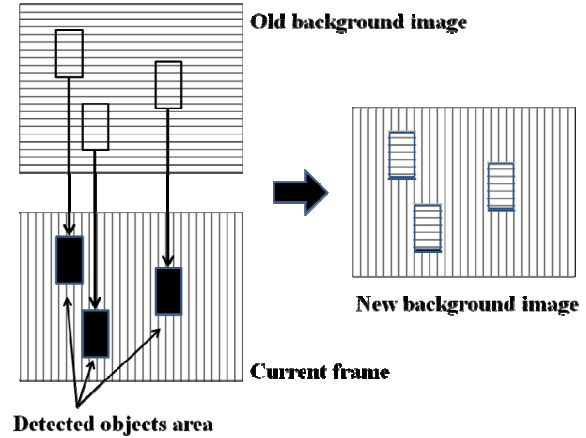 Old background image
New background image
Current frame
Detected objects area